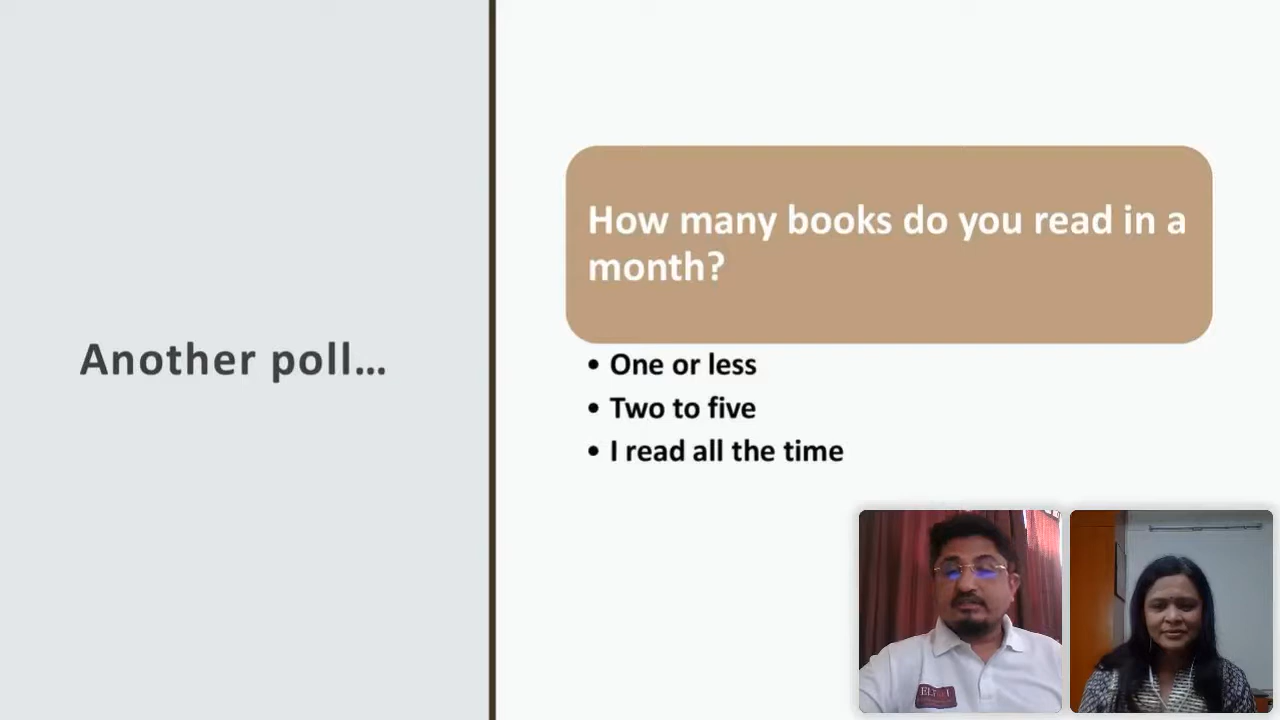 Another poll...
How many books do you read in a
month?
• One or less
• Two to five
• I read all the time